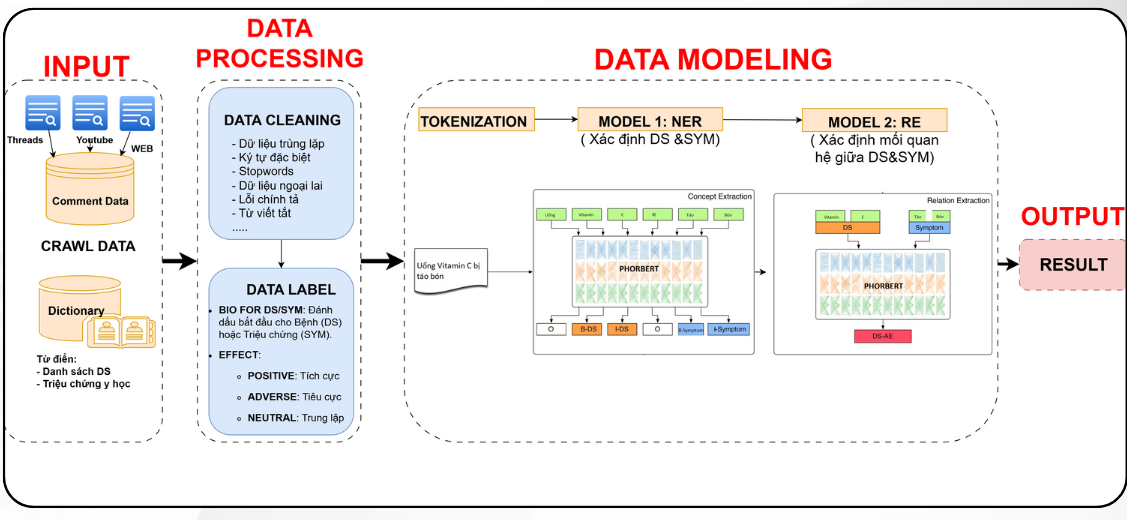 INPUT
Threads
Youtube
WEB
Comment Data
CRAWL DATA
Dictionary
Từ điển:
- Danh sách DS
- Triệu chứng y học
DATA
PROCESSING
DATA CLEANING
- Dữ liệu trùng lặp
- Ký tự đặc biệt
- Stopwords
- Dữ liệu ngoại lai
- Lỗi chính tả
- Từ viết tắt
.....
DATA LABEL
• BIO FOR DS/SYM: Đánh
dấu bắt đầu cho Bệnh (DS)
hoặc Triệu chứng (SYM).
• EFFECT:
○ POSITIVE: Tích cực
○ ADVERSE: Tiêu cực
○ NEUTRAL: Trung lập
DATA MODELING
TOKENIZATION
MODEL 1: NER
( Xác định DS &SYM)
MODEL 2: RE
( Xác định mối quan
hệ giữa DS&SYM)
Uống Vitamin C bị
táo bón
Concept Extraction
Uống Vitamin C Bị Táo Bón
PHORBERT
O B-DS I-DS O B-Symptom I-Symptom
Relation Extraction
Vitamin C Táo Bón
DS Symptom
PHORBERT
DS-AE
OUTPUT
RESULT